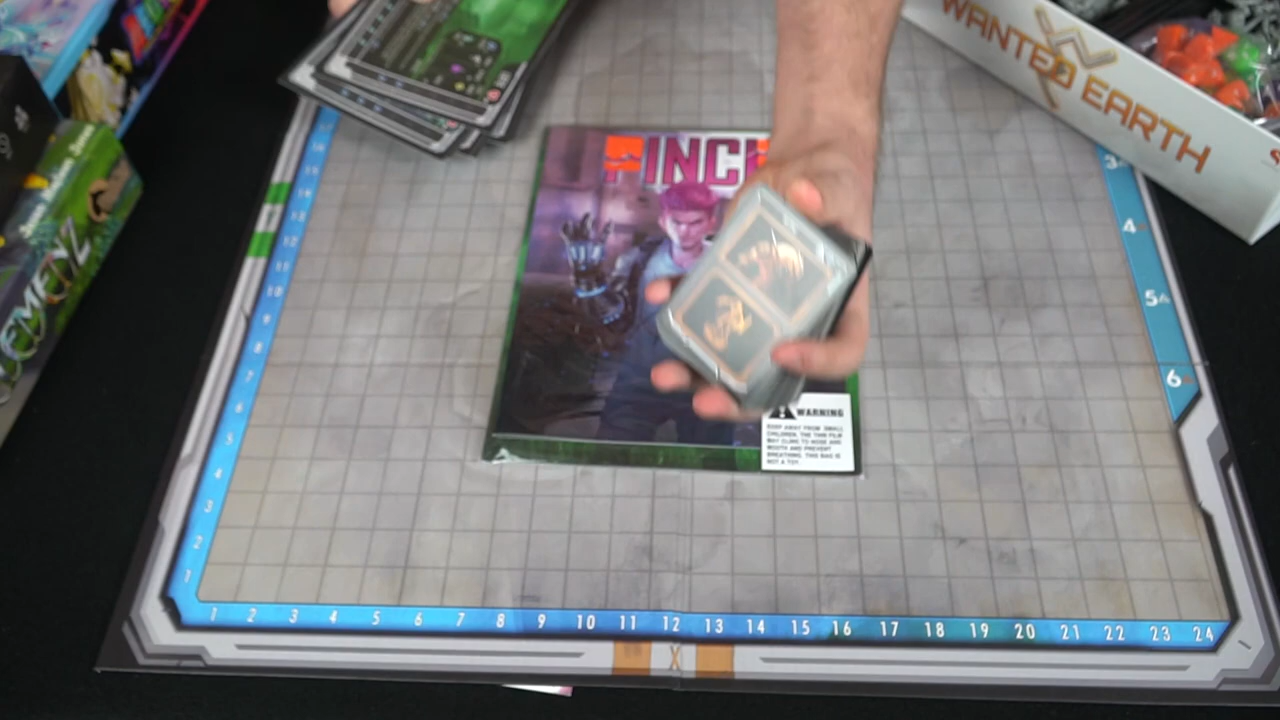 WANTED EARTH
INC
EMENZ
WARNING
KEEP AWAY FROM SMALL
CHILDREN. THE THIN FILM
MAY CLING TO NOSE AND
MOUTH AND PREVENT
BREATHING. THIS BAG IS
NOT A TOY.
16
15
14
13
12
11
10
9
8
7
6
5
4
3
2
1
3
4
5
6
1 2 3 4 5 6 7 8 9 10 11 12 13 14 15 16 17 18 19 20 21 22 23 24
X